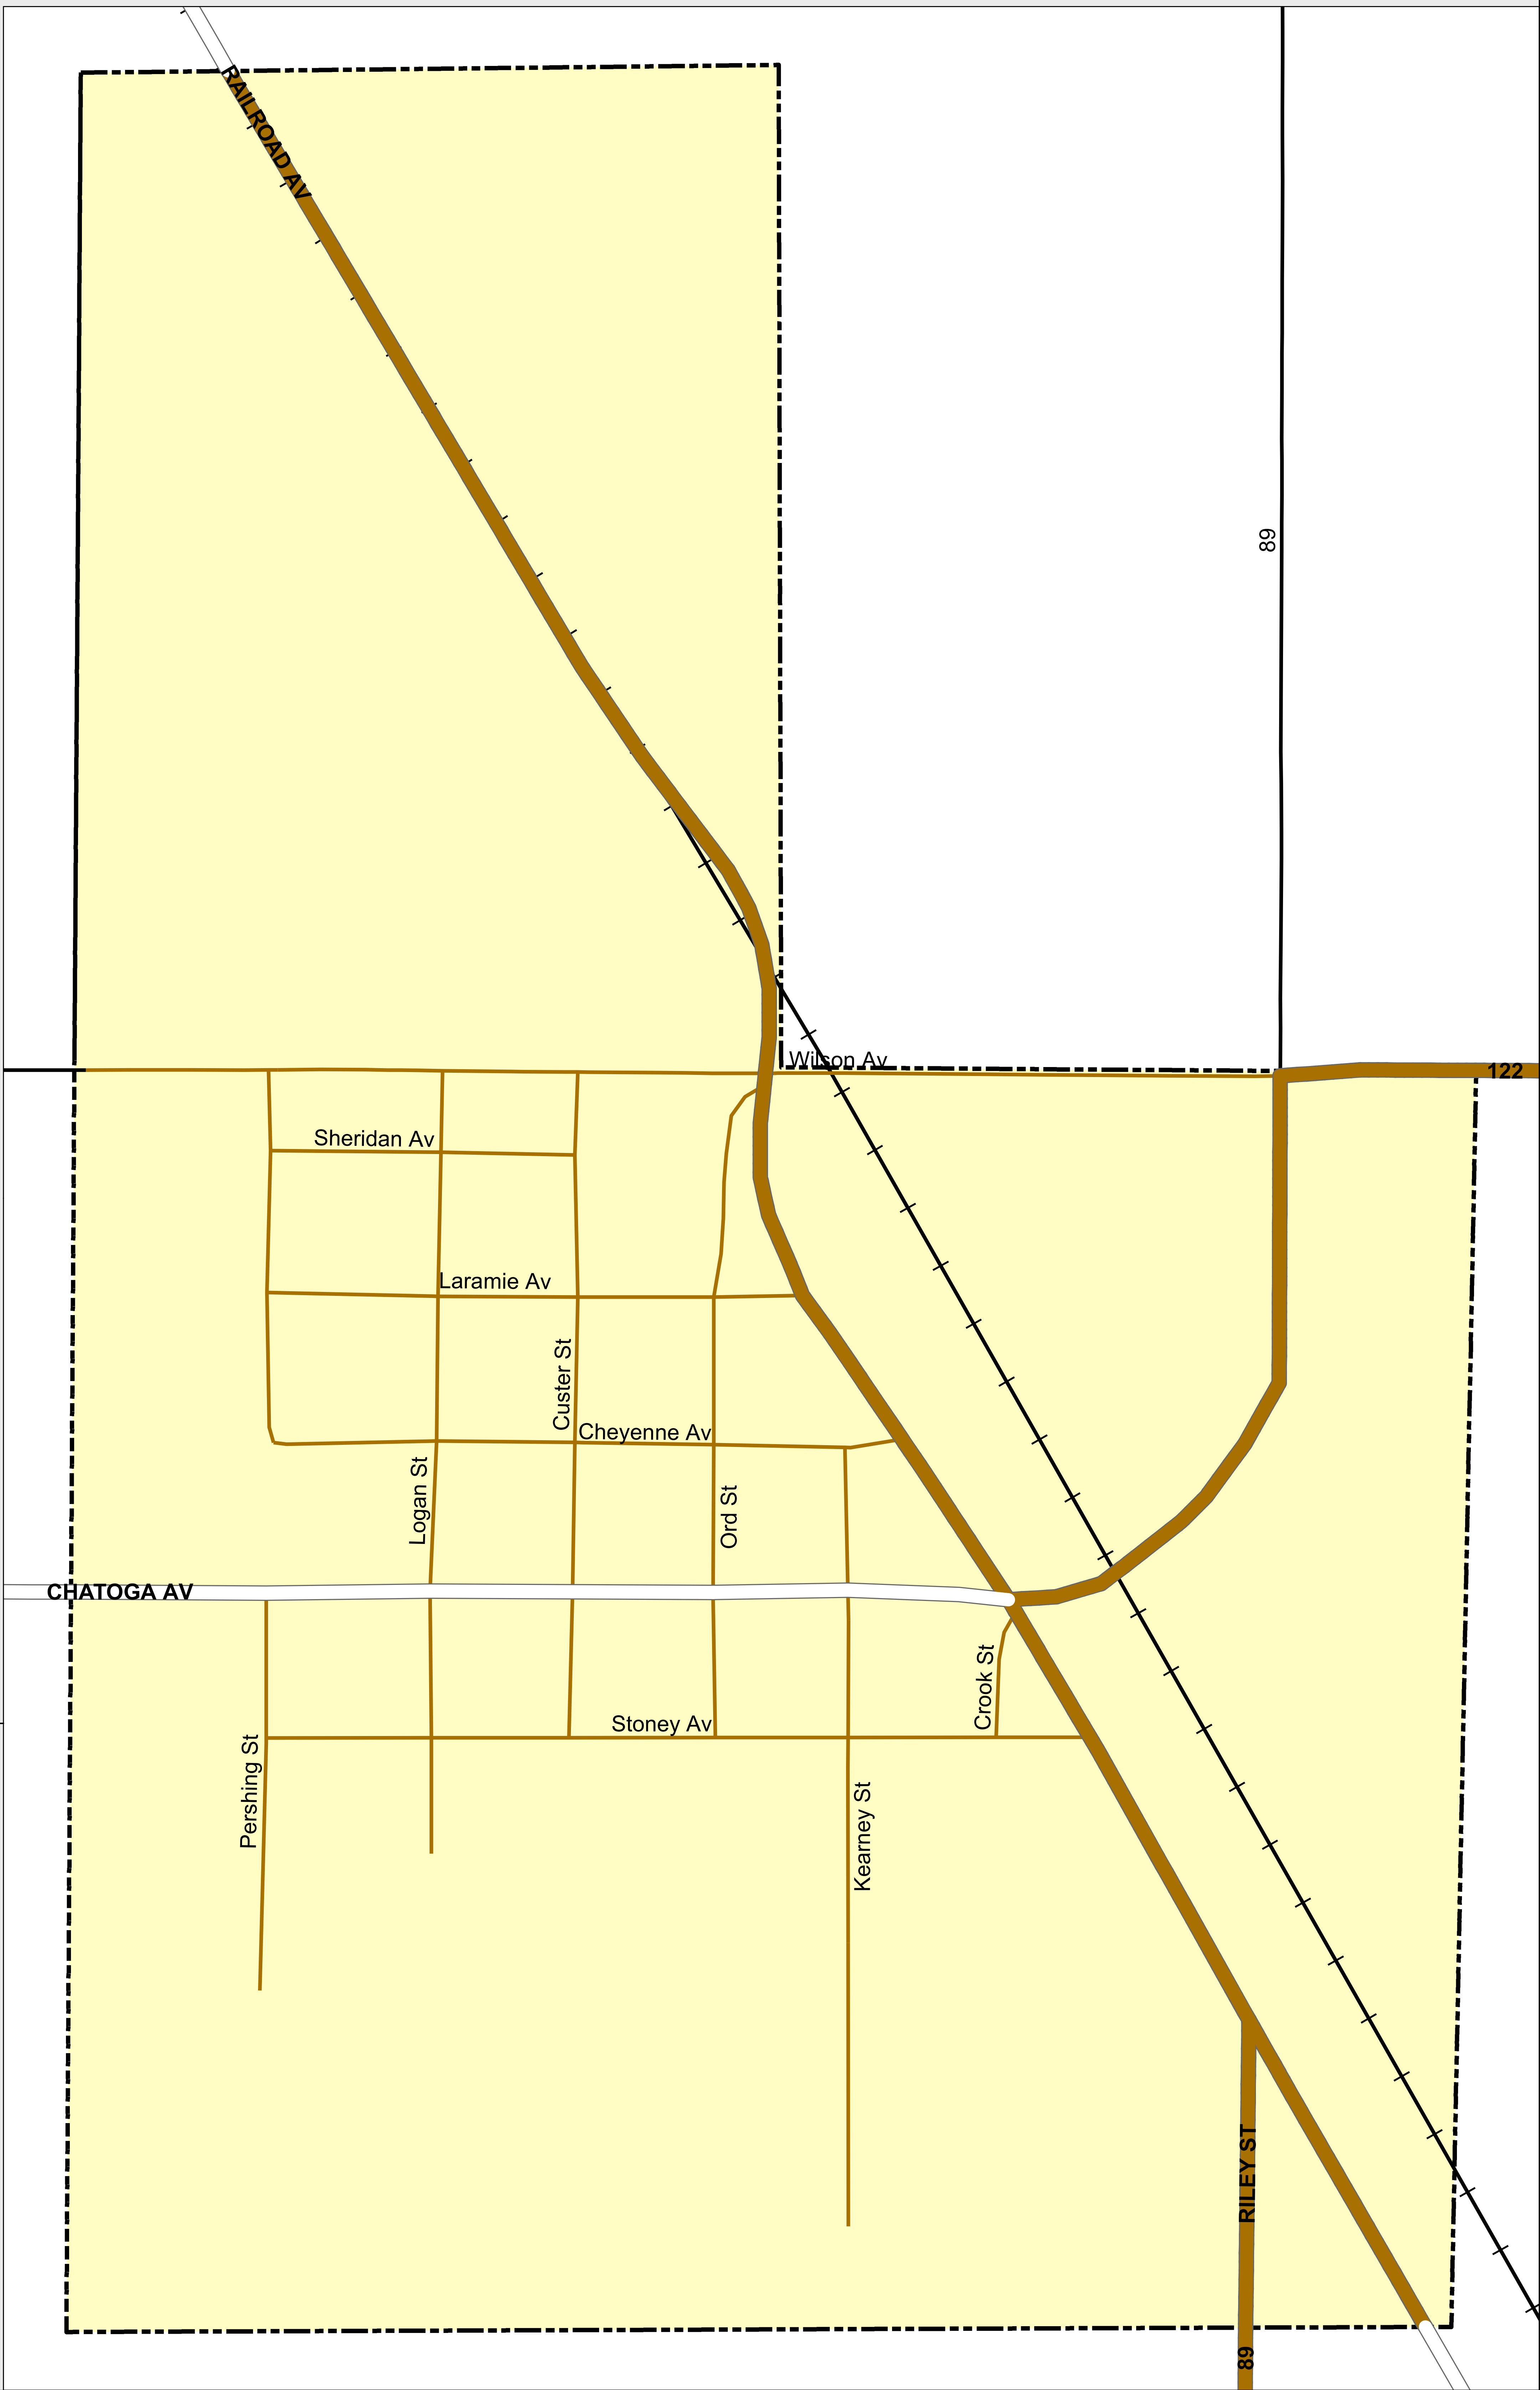 RAILROAD AV
89
Wilson Av
122
Sheridan Av
Laramie Av
Custer St
Cheyenne Av
Logan St
Ord St
CHATOGA AV
Crook St
Stoney Av
Pershing St
Kearney St
RILEY ST
89